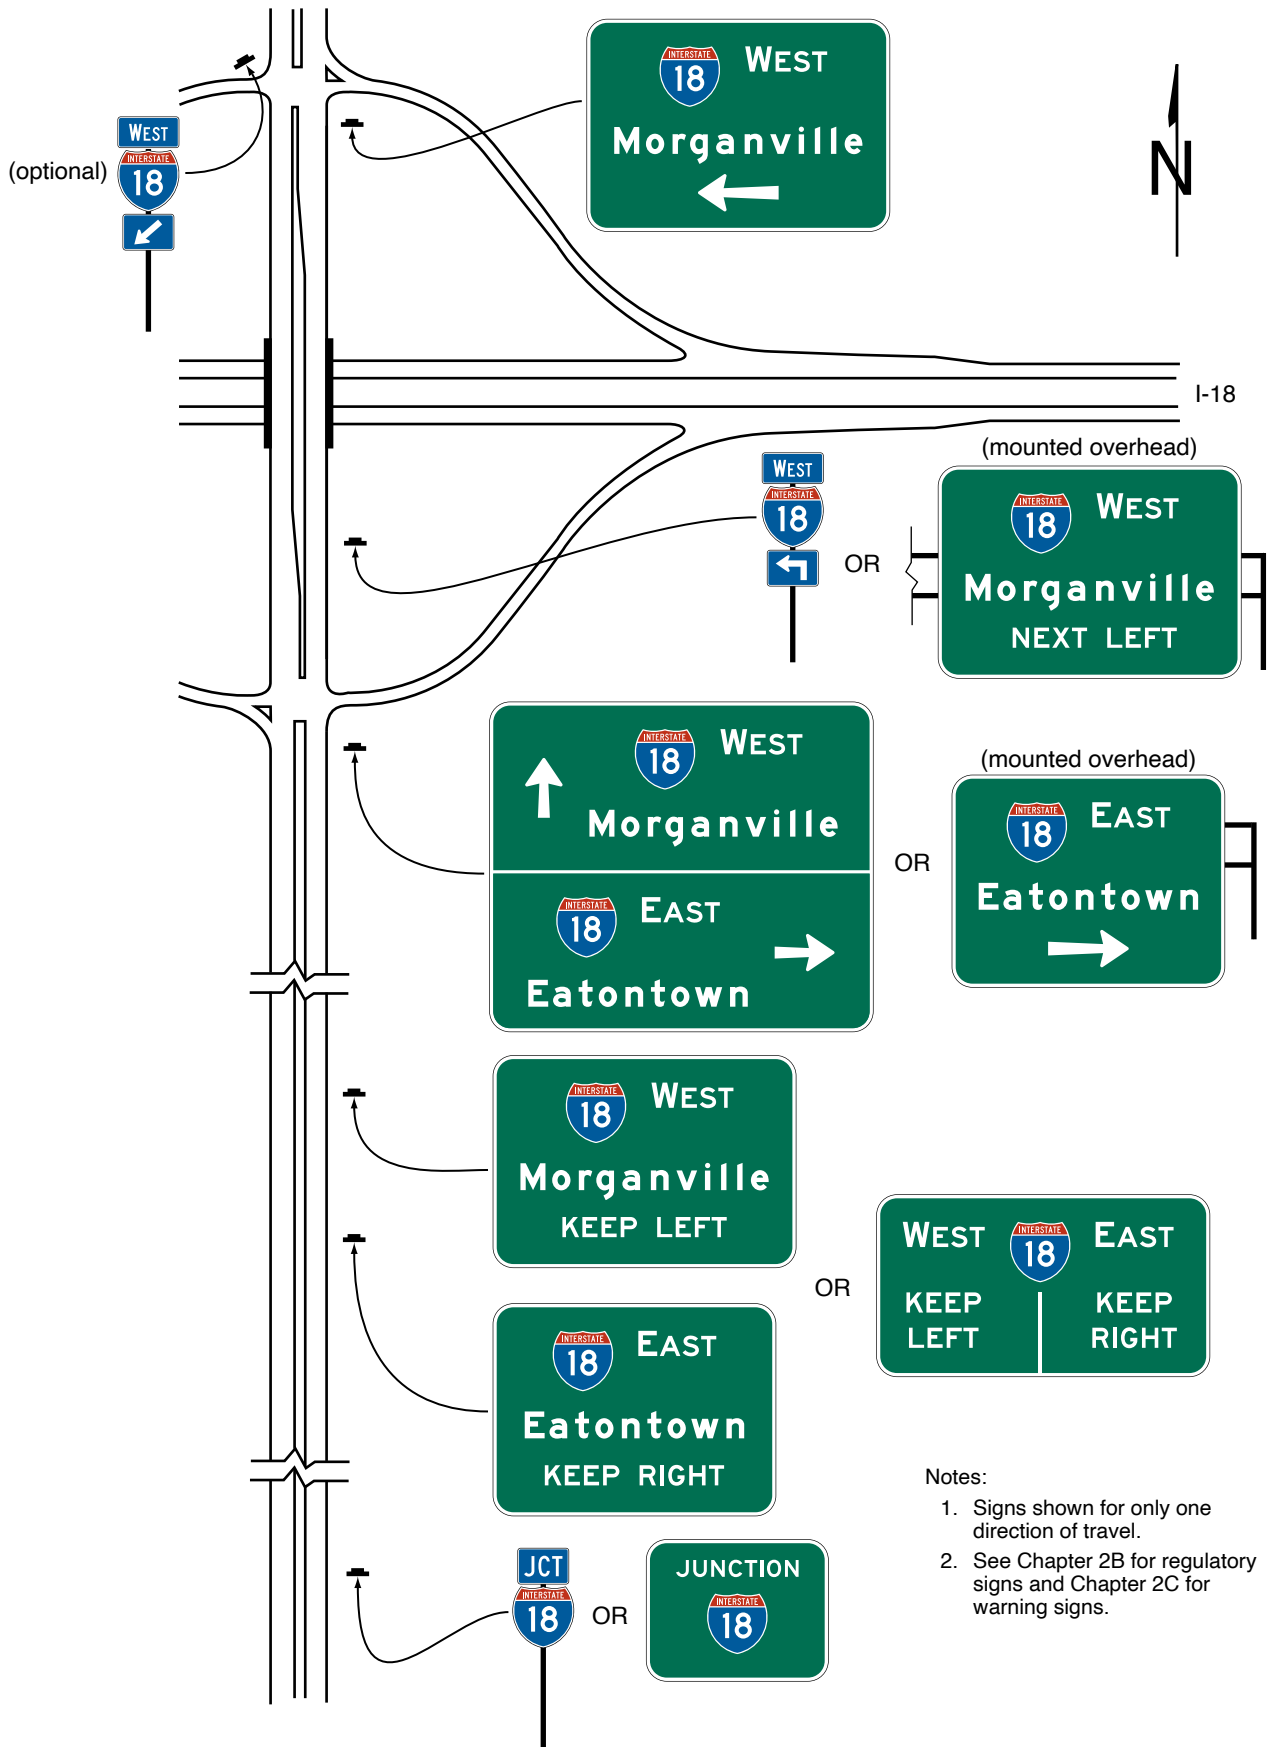 INTERSTATE
18
WEST
Morganville
WEST
INTERSTATE
18
(optional)
N
I-18
(mounted overhead)
WEST
INTERSTATE
18
OR
INTERSTATE
18
WEST
Morganville
NEXT LEFT
INTERSTATE
18
WEST
Morganville
INTERSTATE
18
EAST
Eatontown
OR
(mounted overhead)
INTERSTATE
18
EAST
Eatontown
INTERSTATE
18
WEST
Morganville
KEEP LEFT
INTERSTATE
18
EAST
Eatontown
KEEP RIGHT
OR
WEST
INTERSTATE
18
EAST
KEEP
LEFT
KEEP
RIGHT
JCT
INTERSTATE
18
OR
JUNCTION
INTERSTATE
18
Notes:
1. Signs shown for only one
direction of travel.
2. See Chapter 2B for regulatory
signs and Chapter 2C for
warning signs.